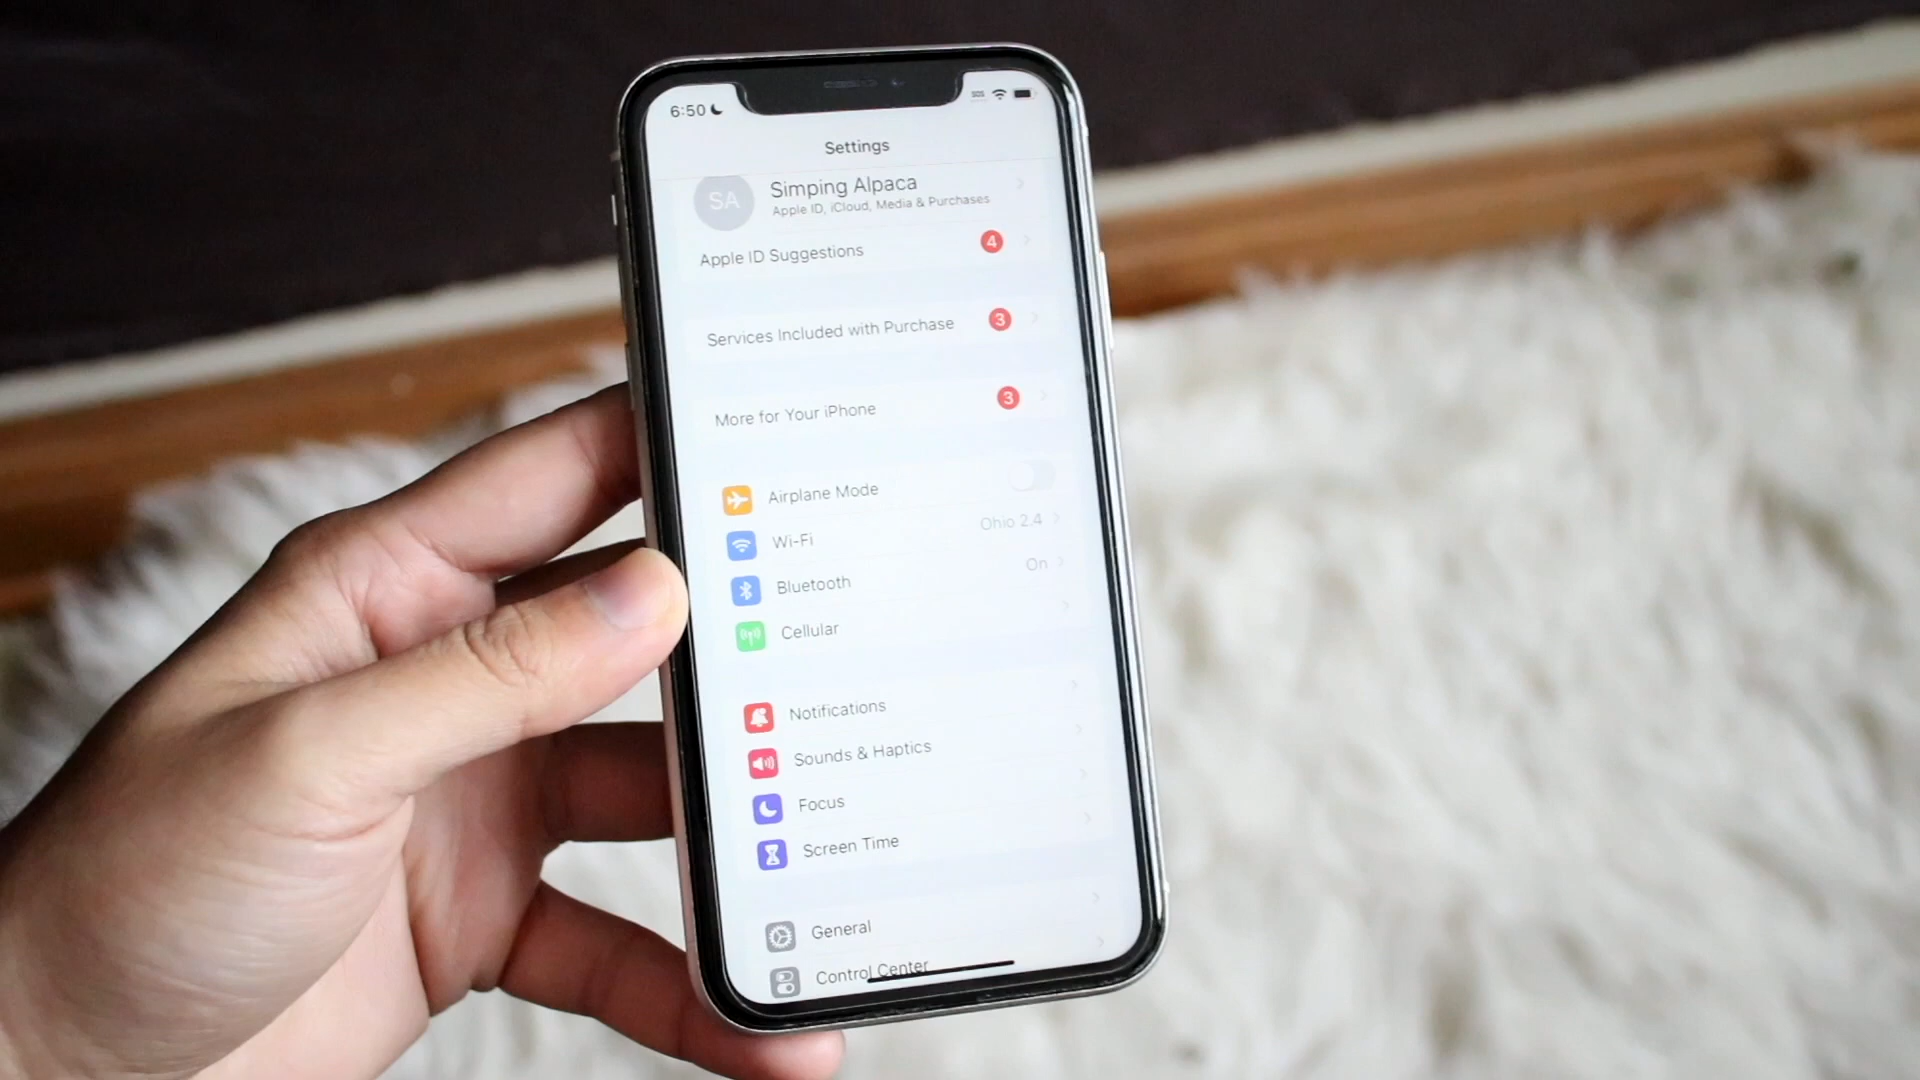 6:50
SOS
Settings
SA
Simping Alpaca
Apple ID, iCloud, Media & Purchases
Apple ID Suggestions 4
Services Included with Purchase 3
More for Your iPhone 3
Airplane Mode
Wi-Fi Ohio 2.4
Bluetooth On
Cellular
Notifications
Sounds & Haptics
Focus
Screen Time
General
Control Center